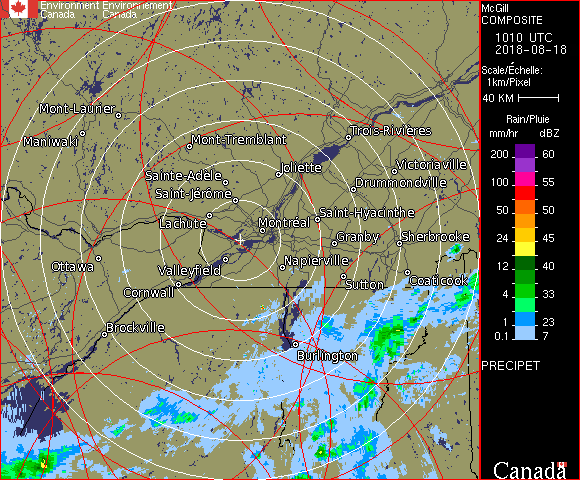 Environment Environnement
Canada Canada
McGill
COMPOSITE
1010 UTC
2018-08-18
Scale/Échelle:
1km/Pixel
40 KM
Rain/Pluie
mm/hr dBZ
200 60
100 55
50 50
24 45
12 40
4 33
1 23
0.1 7
PRECIPET
Canada
Mont-Laurier
Maniwaki
Mont-Tremblant
Trois-Rivières
Sainte-Adèle
Joliette
Victoriaville
Saint-Jérôme
Drummondville
Lachute
Montréal
Saint-Hyacinthe
Granby
Sherbrooke
Ottawa
Valleyfield
Napierville
Sutton
Coaticook
Cornwall
Brockville
Burlington